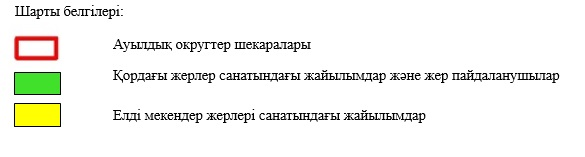 Шарты белгілері:
Ауылдық округтер шекаралары
Қордағы жерлер санатындағы жайылымдар және жер пайдаланушылар
Елді мекендер жерлері санатындағы жайылымдар